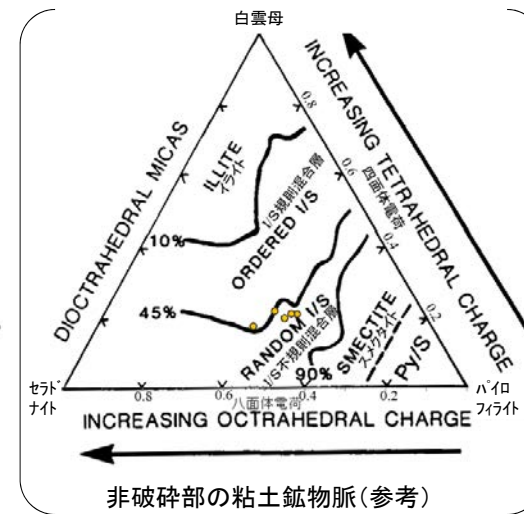 白雲母
INCREASING TETRAHEDRAL CHARGE
四面体電荷
DIOCTRAHEDRAL MICAS
0.8
0.6
0.4
0.2
ILLITE
イライト
I/S規則混合層
ORDERED I/S
10%
45%
RANDOM I/S
I/S不規則混合層
90%
SMECTITE
スメクタイト
Py/S
セラド
ナイト
0.8
0.6
0.4
0.2
八面体電荷
パイロ
フィライト
INCREASING OCTRAHEDRAL CHARGE
非破砕部の粘土鉱物脈(参考)